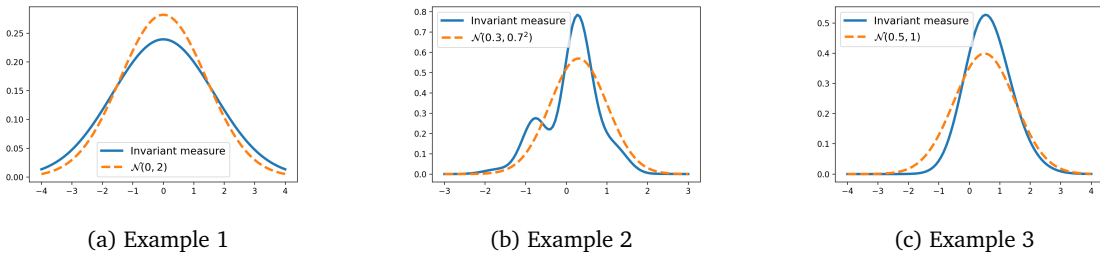 0.25
0.20
0.15
0.10
0.05
0.00
Invariant measure
𝒩(0, 2)
−4 −3 −2 −1 0 1 2 3 4
(a) Example 1
0.8
0.7
0.6
0.5
0.4
0.3
0.2
0.1
0.0
Invariant measure
𝒩(0.3, 0.7²)
−3 −2 −1 0 1 2 3
(b) Example 2
0.5
0.4
0.3
0.2
0.1
0.0
Invariant measure
𝒩(0.5, 1)
−4 −3 −2 −1 0 1 2 3 4
(c) Example 3